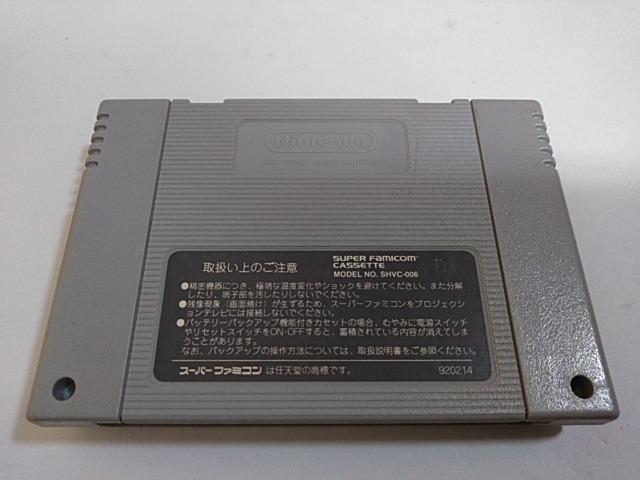 Nintendo
取扱い上のご注意
SUPER FAMICOM
CASSETTE
MODEL NO. SHVC-006
●精密機器につき、極端な温度変化やショックを避けてください。また分解
したり、端子部を汚したりしないでください。
●残像現象（画面焼け）が生ずるため、スーパーファミコンをプロジェクショ
ンテレビには接続しないでください。
●バッテリーバックアップ機能付きカセットの場合、むやみに電源スイッチ
やリセットスイッチをON-OFFすると、蓄積されている内容が消えてしま
うことがあります。
なお、バックアップの操作方法については、取扱説明書をご参照ください。
スーパーファミコン は任天堂の商標です。
920214